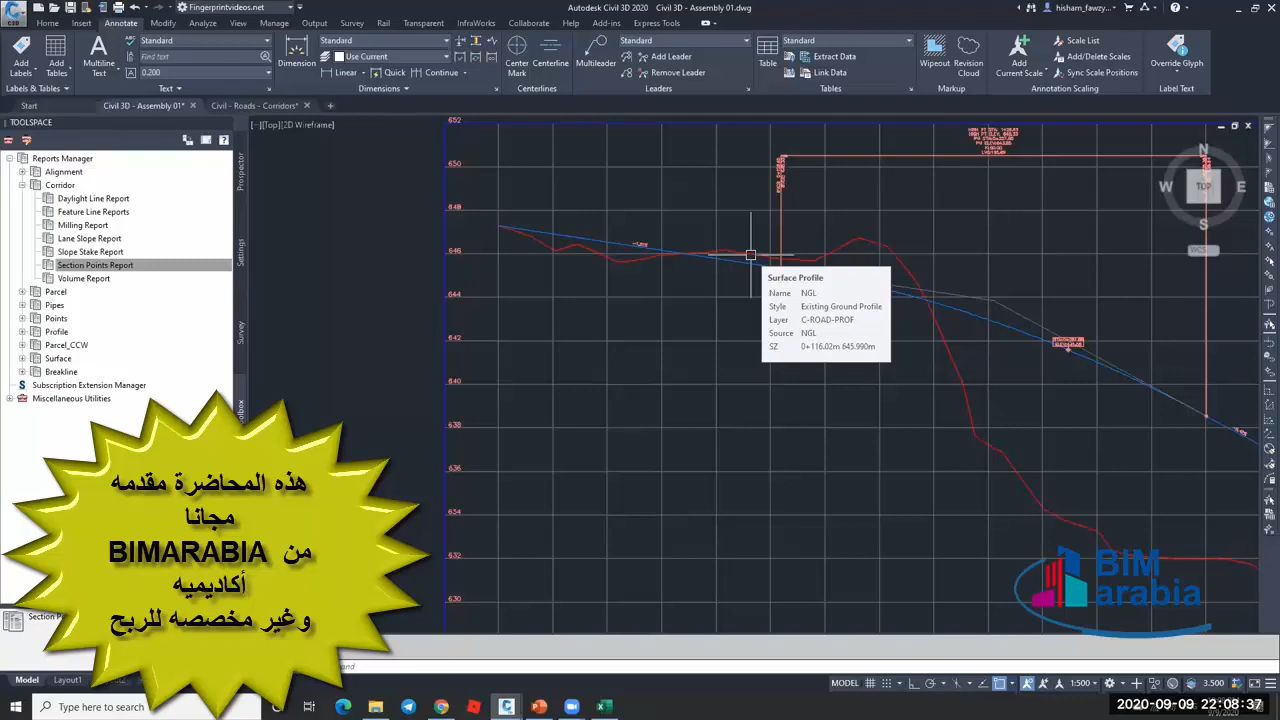 Fingerprintvideos.net
Autodesk Civil 3D 2020 Civil 3D - Assembly 01.dwg
hisham_fawzy...
C3D
Home Insert Annotate Modify Analyze View Manage Output Survey Rail Transparent InfraWorks Collaborate Help Add-ins Express Tools
Standard
Standard
Standard
Standard
Scale List
Find text
Use Current
Add Leader
Extract Data
Add/Delete Scales
Add Labels
Add Tables
Multiline Text
0.200
Dimension
Linear Quick Continue
Center Mark
Centerline
Multileader
Remove Leader
Table
Link Data
Wipeout
Revision Cloud
Add Current Scale
Sync Scale Positions
Override Glyph
Labels & Tables
Text
Dimensions
Centerlines
Leaders
Tables
Markup
Annotation Scaling
Label Text
Start
Civil 3D - Assembly 01*
Civil - Roads - Corridors*
TOOLSPACE
[−][Top][2D Wireframe]
Reports Manager
Alignment
Corridor
Daylight Line Report
Feature Line Reports
Milling Report
Lane Slope Report
Slope Stake Report
Section Points Report
Volume Report
Parcel
Pipes
Points
Profile
Parcel_CCW
Surface
Breakline
Subscription Extension Manager
Miscellaneous Utilities
Prospector
Settings
Survey
652
650
648
646
644
642
640
638
636
634
632
630
N
W
TOP
E
S
WCS
Surface Profile
Name NGL
Style Existing Ground Profile
Layer C-ROAD-PROF
Source NGL
SZ 0+116.02m 645.990m
هذه المحاضرة مقدمه
مجانا
من BIMARABIA
أكاديميه
وغير مخصصه للربح
BIM
arabia
Model Layout1
MODEL
1:500
3.500
Type here to search
2020-09-09 22:08:37